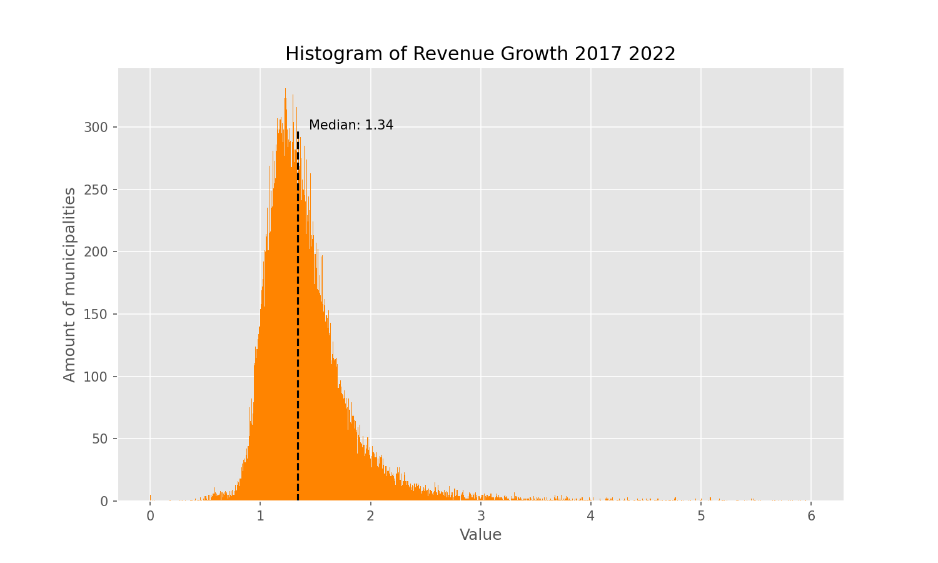 Histogram of Revenue Growth 2017 2022
Median: 1.34
300
250
200
150
100
50
0
Amount of municipalities
0 1 2 3 4 5 6
Value